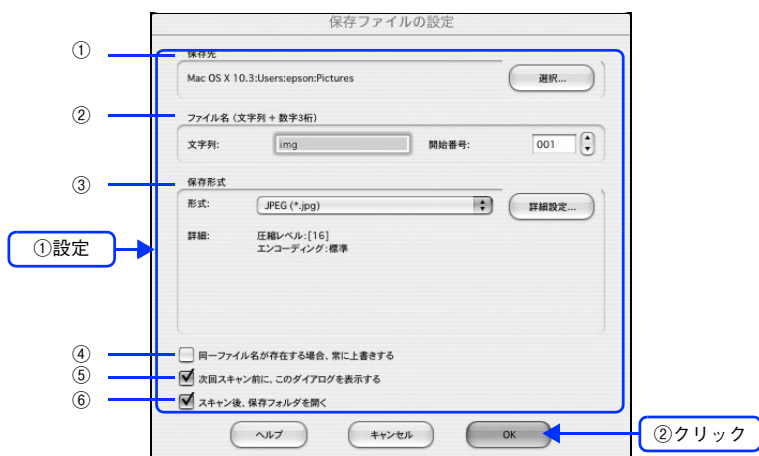 保存ファイルの設定
① 保存先
Mac OS X 10.3:Users:epson:Pictures 選択...
② ファイル名 (文字列 + 数字3桁)
文字列: img 開始番号: 001
③ 保存形式
形式: JPEG (*.jpg) 詳細設定...
詳細: 圧縮レベル:[16]
エンコーディング:標準
①設定
④ 同一ファイル名が存在する場合、常に上書きする
⑤ 次回スキャン前に、このダイアログを表示する
⑥ スキャン後、保存フォルダを開く
ヘルプ キャンセル OK ②クリック